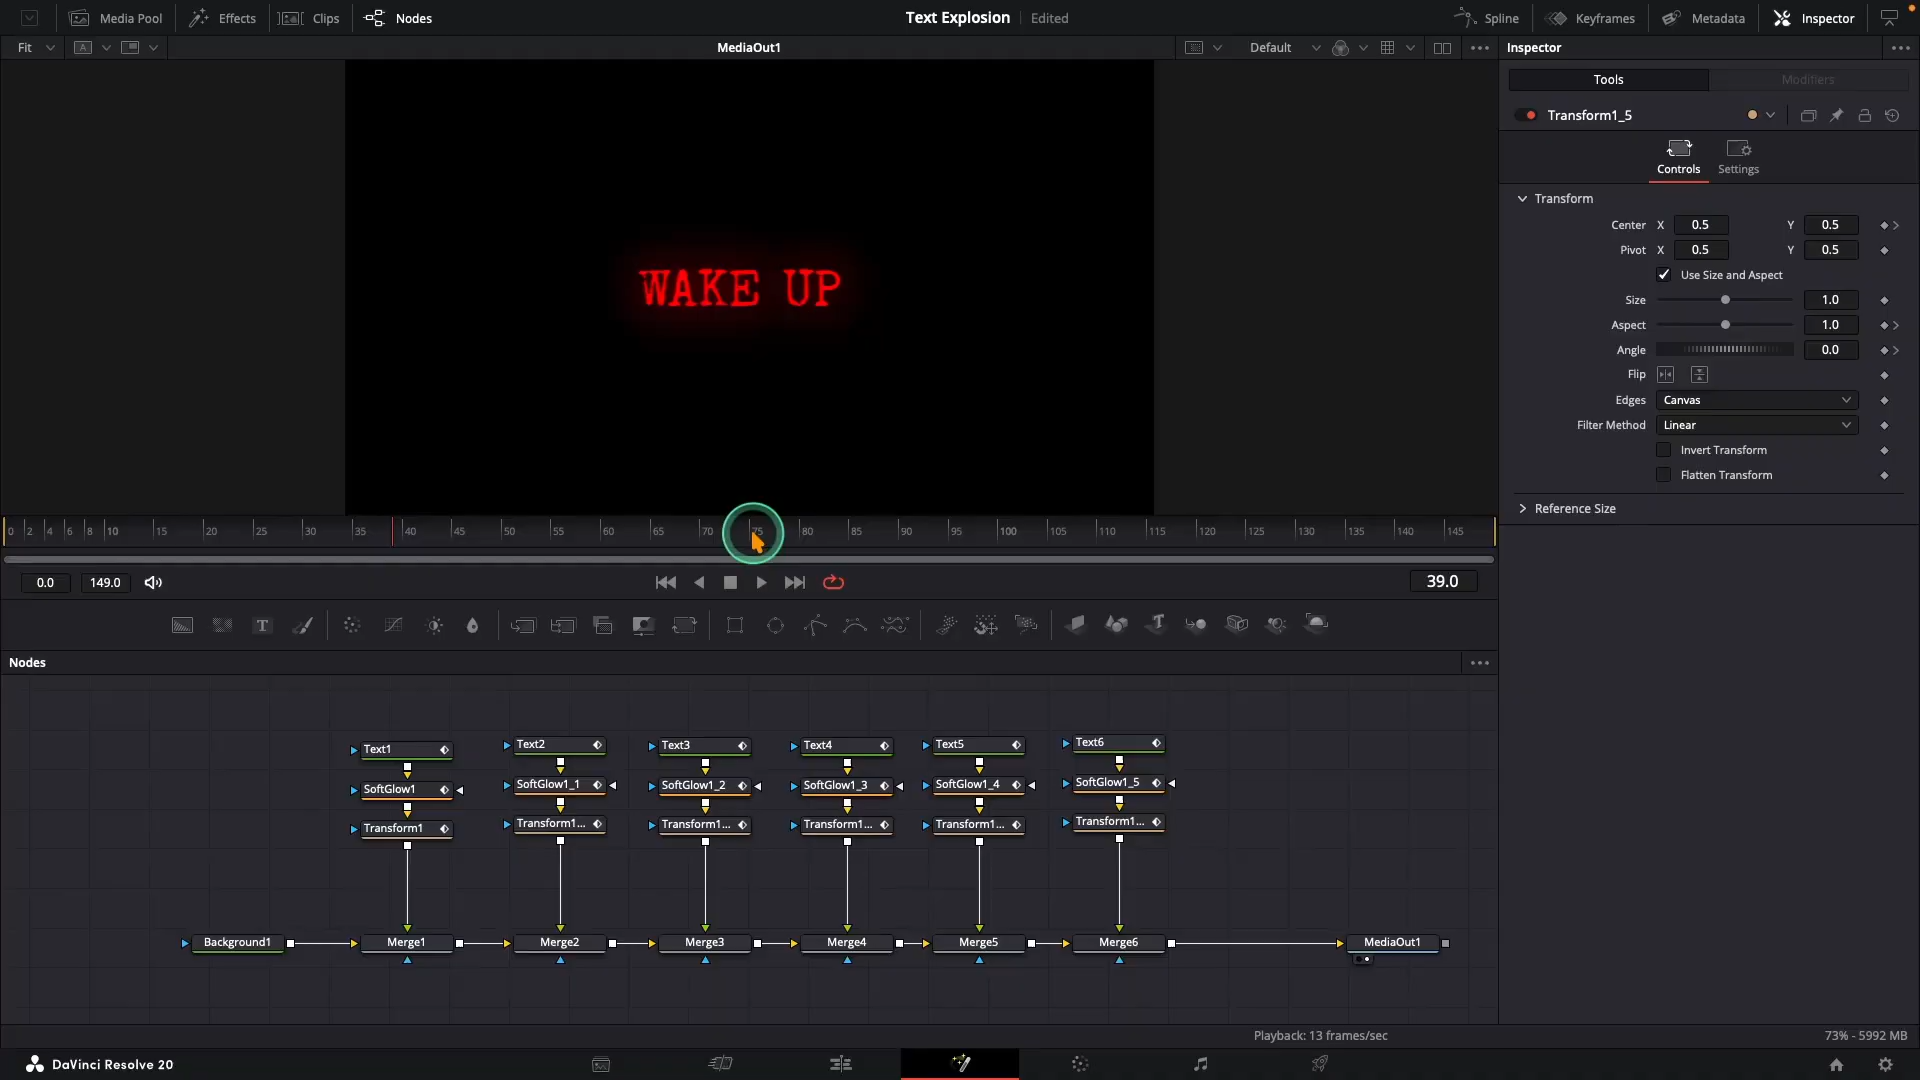 Media Pool Effects Clips Nodes Text Explosion Edited Spline Keyframes Metadata Inspector
Fit A MediaOut1 Default Inspector
Tools Modifiers
Transform1_5
Controls Settings
Transform
Center X 0.5 Y 0.5
Pivot X 0.5 Y 0.5
Use Size and Aspect
Size 1.0
Aspect 1.0
Angle 0.0
Flip
Edges Canvas
Filter Method Linear
Invert Transform
Flatten Transform
Reference Size
WAKE UP
0 2 4 6 8 10 15 20 25 30 35 40 45 50 55 60 65 70 75 80 85 90 95 100 105 110 115 120 125 130 135 140 145
0.0 149.0 39.0
T
Nodes
Text1 Text2 Text3 Text4 Text5 Text6
SoftGlow1 SoftGlow1_1 SoftGlow1_2 SoftGlow1_3 SoftGlow1_4 SoftGlow1_5
Transform1 Transform1... Transform1... Transform1... Transform1... Transform1...
Background1 Merge1 Merge2 Merge3 Merge4 Merge5 Merge6 MediaOut1
Playback: 13 frames/sec 73% - 5992 MB
DaVinci Resolve 20